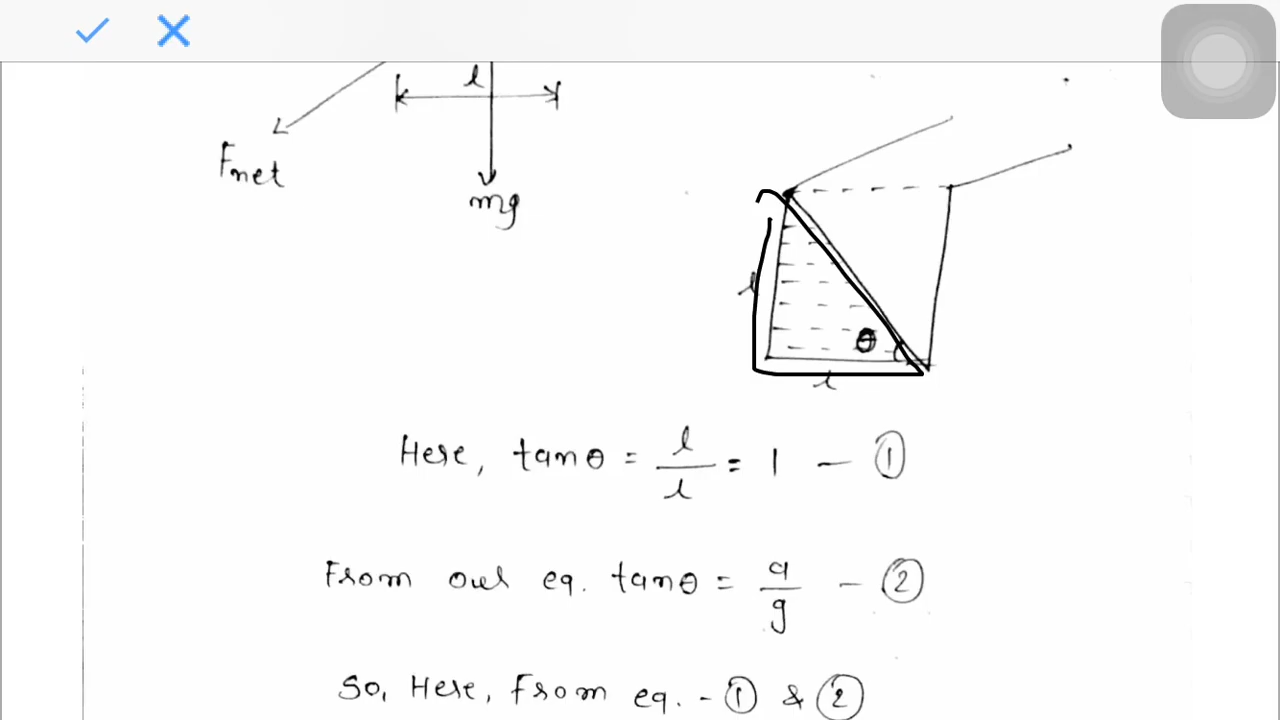 l
Fnet
mg
l
θ
l
Here, tanθ = l/l = 1 — ①
From our eq. tanθ = a/g — ②
So, Here, From eq. - ① & ②